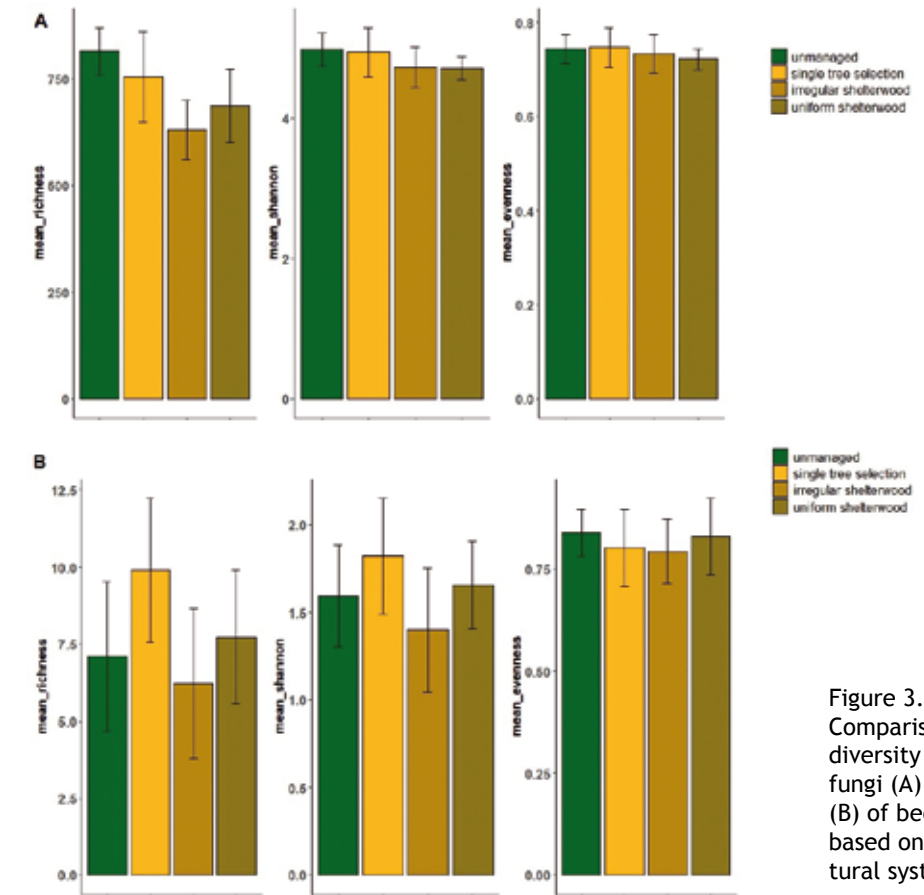 A
mean_richness
750
500
250
0
mean_shannon
4
2
0
mean_evenness
0.8
0.6
0.4
0.2
0.0
unmanaged
single tree selection
irregular shelterwood
uniform shelterwood
B
mean_richness
12.5
10.0
7.5
5.0
2.5
0.0
mean_shannon
2.0
1.5
1.0
0.5
0.0
mean_evenness
0.75
0.50
0.25
0.00
unmanaged
single tree selection
irregular shelterwood
uniform shelterwood
Figure 3.
Comparis
diversity
fungi (A)
(B) of be
based on
tural syst